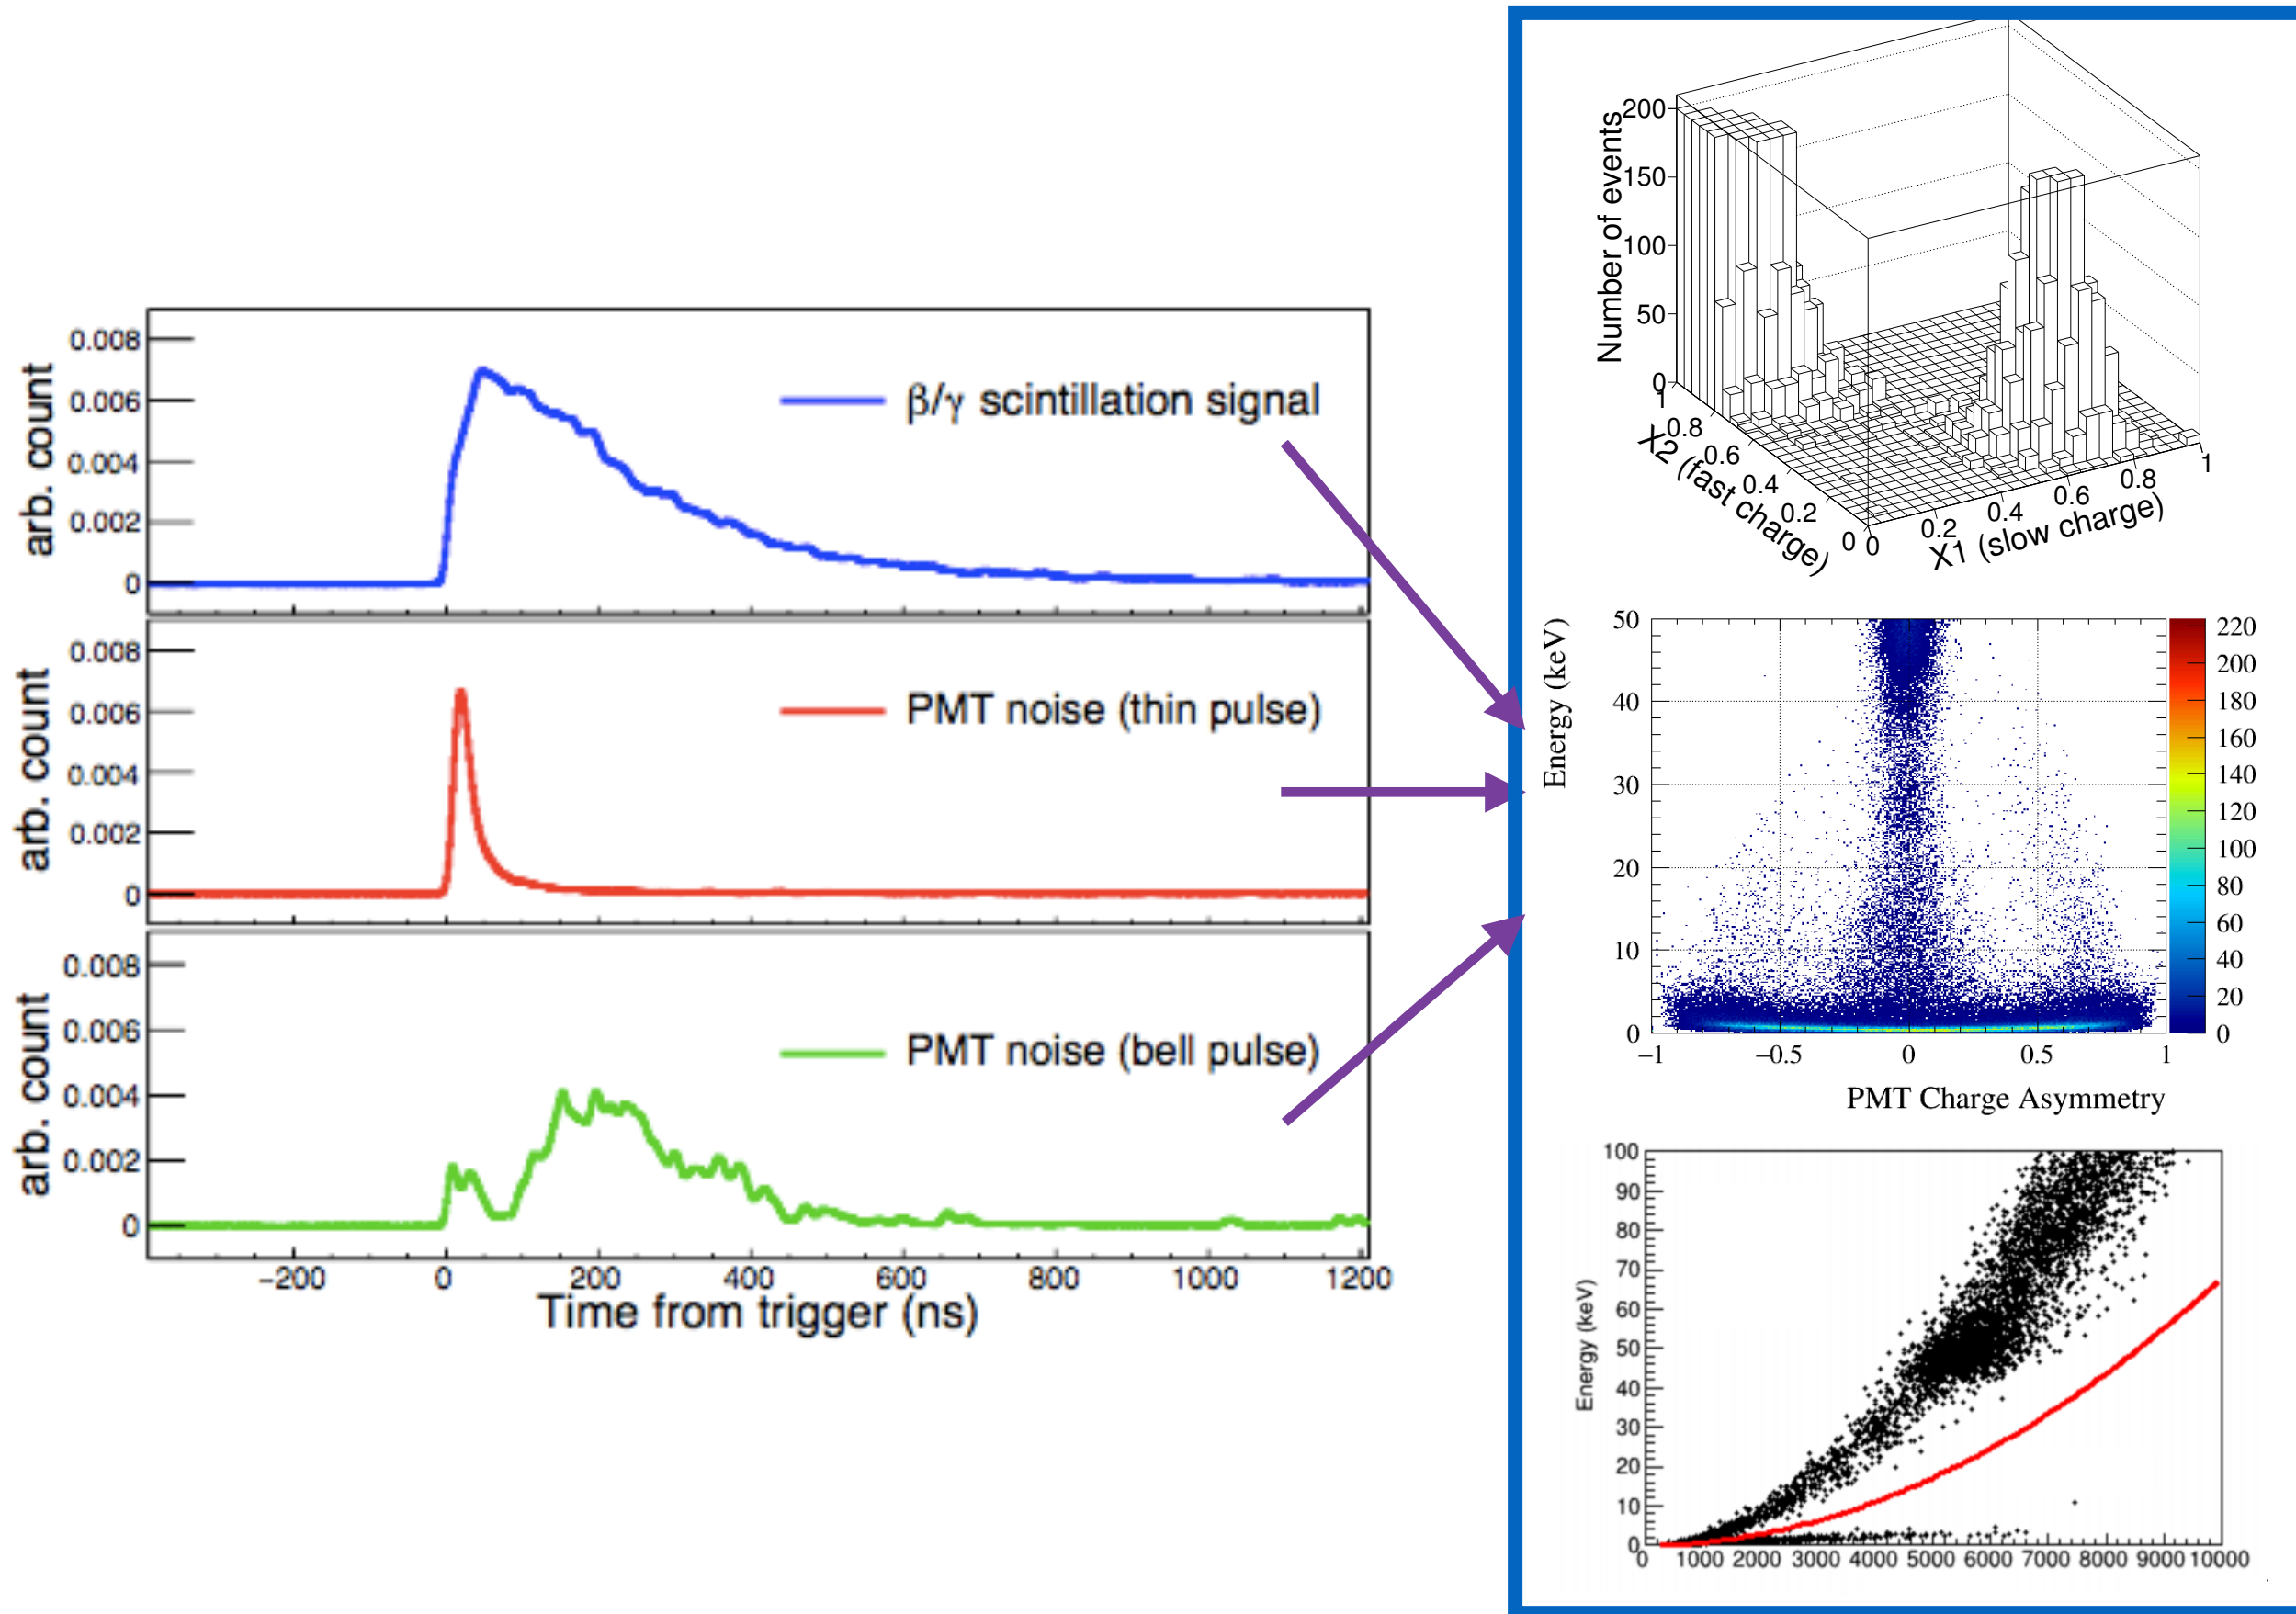 0.008
0.006
0.004
0.002
0
arb. count
β/γ scintillation signal
0.008
0.006
0.004
0.002
0
arb. count
PMT noise (thin pulse)
0.008
0.006
0.004
0.002
0
arb. count
PMT noise (bell pulse)
−200 0 200 400 600 800 1000 1200
Time from trigger (ns)
Number of events
200
150
100
50
0
1 0.8 0.6 0.4 0.2 0
X2 (fast charge)
0 0.2 0.4 0.6 0.8 1
X1 (slow charge)
Energy (keV)
50
40
30
20
10
0
−1 −0.5 0 0.5 1
PMT Charge Asymmetry
220
200
180
160
140
120
100
80
60
40
20
0
Energy (keV)
100
90
80
70
60
50
40
30
20
10
0
0 1000 2000 3000 4000 5000 6000 7000 8000 9000 10000